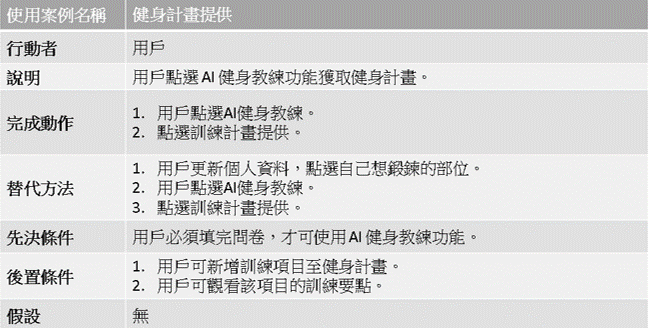 使用案例名稱 健身計畫提供
行動者 用戶
說明 用戶點選 AI 健身教練功能獲取健身計畫。
完成動作
1. 用戶點選AI健身教練。
2. 點選訓練計畫提供。
替代方法
1. 用戶更新個人資料，點選自己想鍛鍊的部位。
2. 用戶點選AI健身教練。
3. 點選訓練計畫提供。
先決條件 用戶必須填完問卷，才可使用 AI 健身教練功能。
後置條件
1. 用戶可新增訓練項目至健身計畫。
2. 用戶可觀看該項目的訓練要點。
假設 無